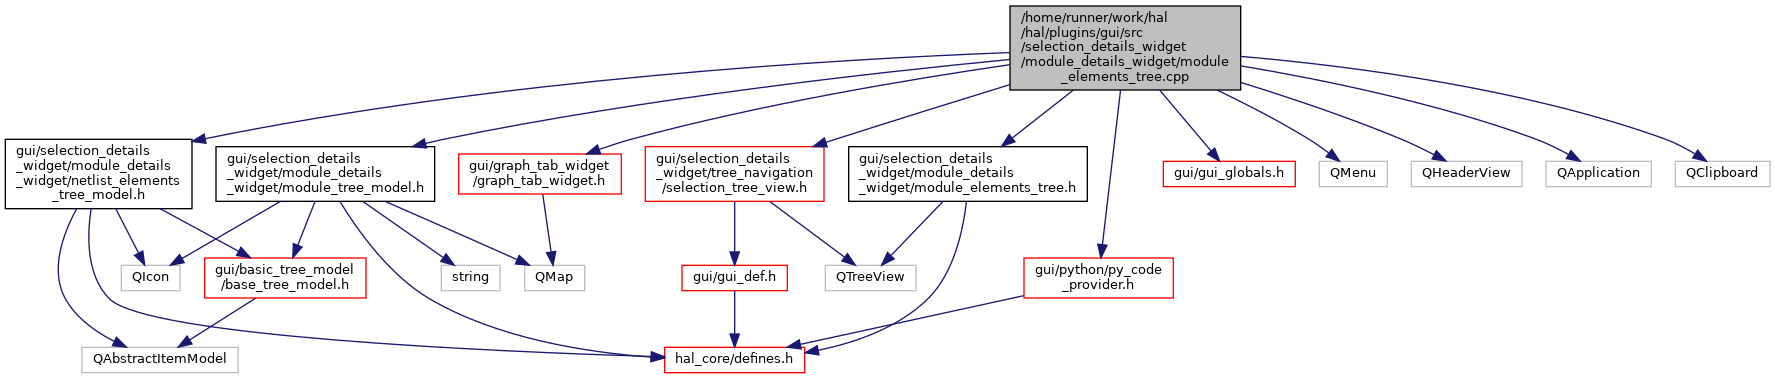 /home/runner/work/hal
/hal/plugins/gui/src
/selection_details_widget
/module_details_widget/module
_elements_tree.cpp
gui/selection_details
_widget/module_details
_widget/netlist_elements
_tree_model.h
gui/selection_details
_widget/module_details
_widget/module_tree_model.h
gui/graph_tab_widget
/graph_tab_widget.h
gui/selection_details
_widget/tree_navigation
/selection_tree_view.h
gui/selection_details
_widget/module_details
_widget/module_elements_tree.h
gui/gui_globals.h
QMenu
QHeaderView
QApplication
QClipboard
QIcon
gui/basic_tree_model
/base_tree_model.h
string
QMap
gui/gui_def.h
QTreeView
gui/python/py_code
_provider.h
QAbstractItemModel
hal_core/defines.h